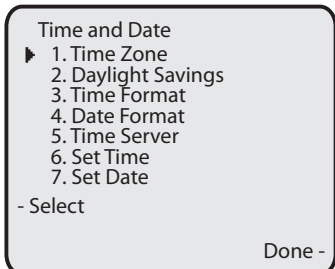 Time and Date
1. Time Zone
2. Daylight Savings
3. Time Format
4. Date Format
5. Time Server
6. Set Time
7. Set Date
- Select
Done -